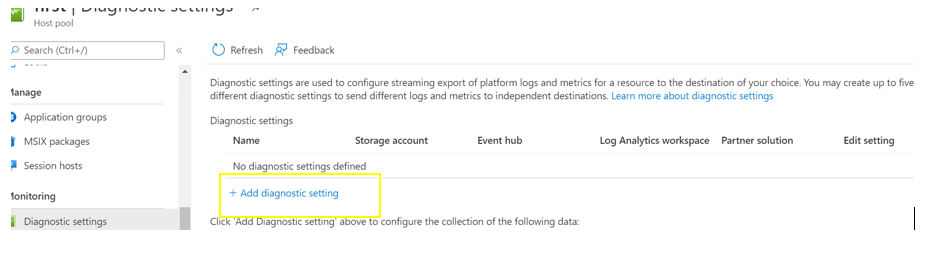 | Diagnostic settings
Host pool
Search (Ctrl+/)
«
Refresh
Feedback
Diagnostic settings are used to configure streaming export of platform logs and metrics for a resource to the destination of your choice. You may create up to five
different diagnostic settings to send different logs and metrics to independent destinations. Learn more about diagnostic settings
Manage
Application groups
MSIX packages
Session hosts
Monitoring
Diagnostic settings
Diagnostic settings
Name Storage account Event hub Log Analytics workspace Partner solution Edit setting
No diagnostic settings defined
+ Add diagnostic setting
Click 'Add Diagnostic setting' above to configure the collection of the following data: